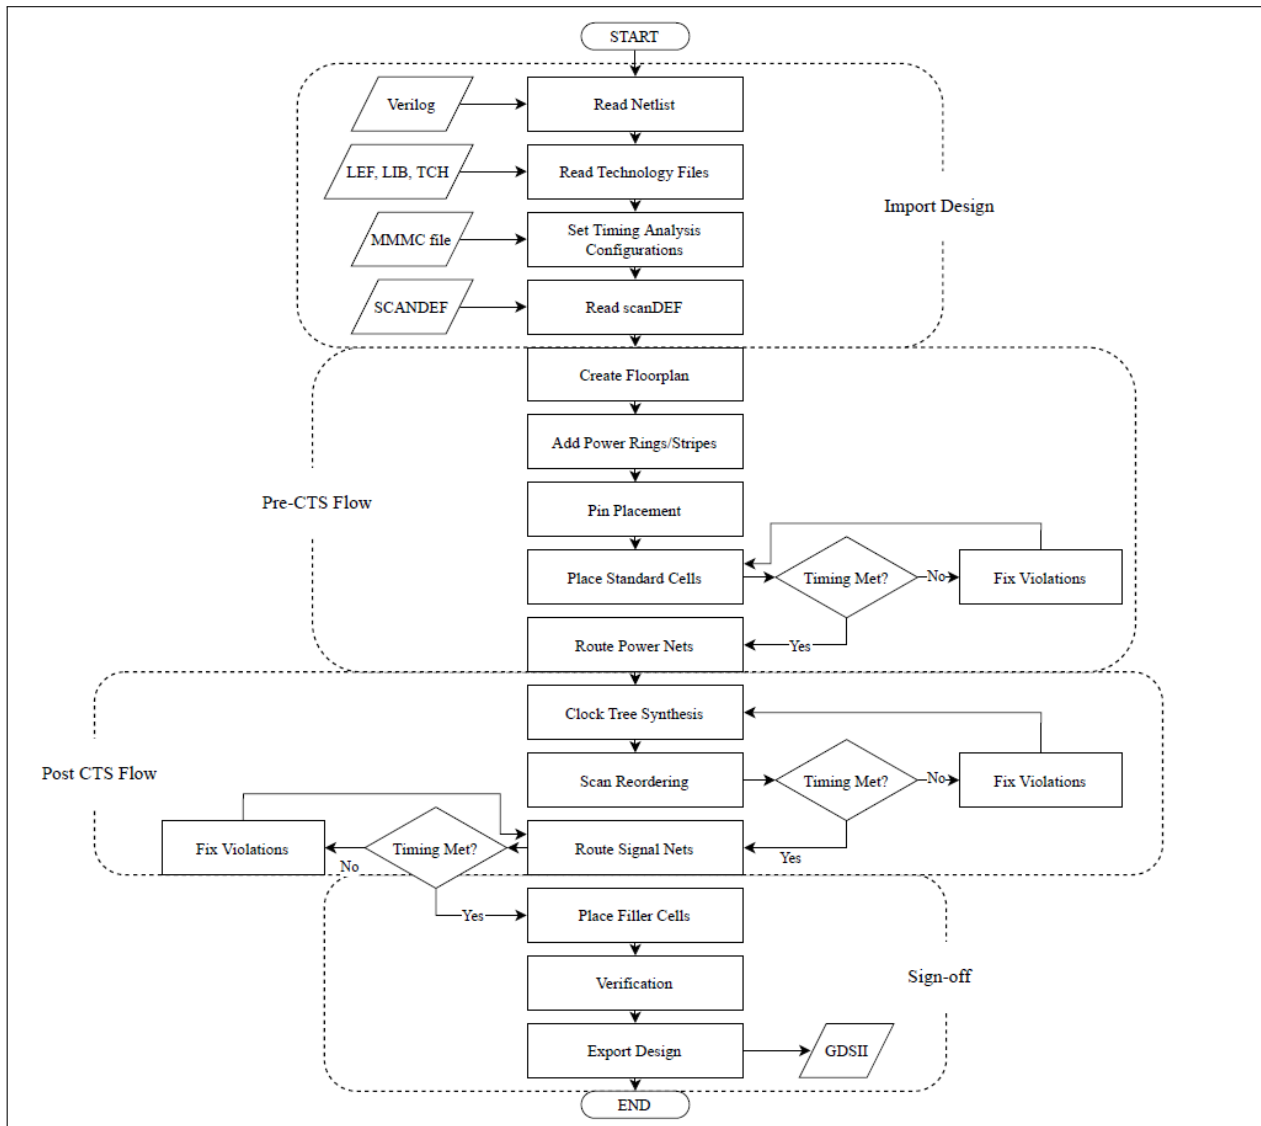 START
Verilog
Read Netlist
LEF, LIB, TCH
Read Technology Files
Import Design
MMMC file
Set Timing Analysis
Configurations
SCANDEF
Read scanDEF
Create Floorplan
Add Power Rings/Stripes
Pre-CTS Flow
Pin Placement
Place Standard Cells
Timing Met?
No
Fix Violations
Route Power Nets
Yes
Clock Tree Synthesis
Post CTS Flow
Scan Reordering
Timing Met?
No
Fix Violations
Fix Violations
No
Timing Met?
Route Signal Nets
Yes
Yes
Place Filler Cells
Sign-off
Verification
Export Design
GDSII
END